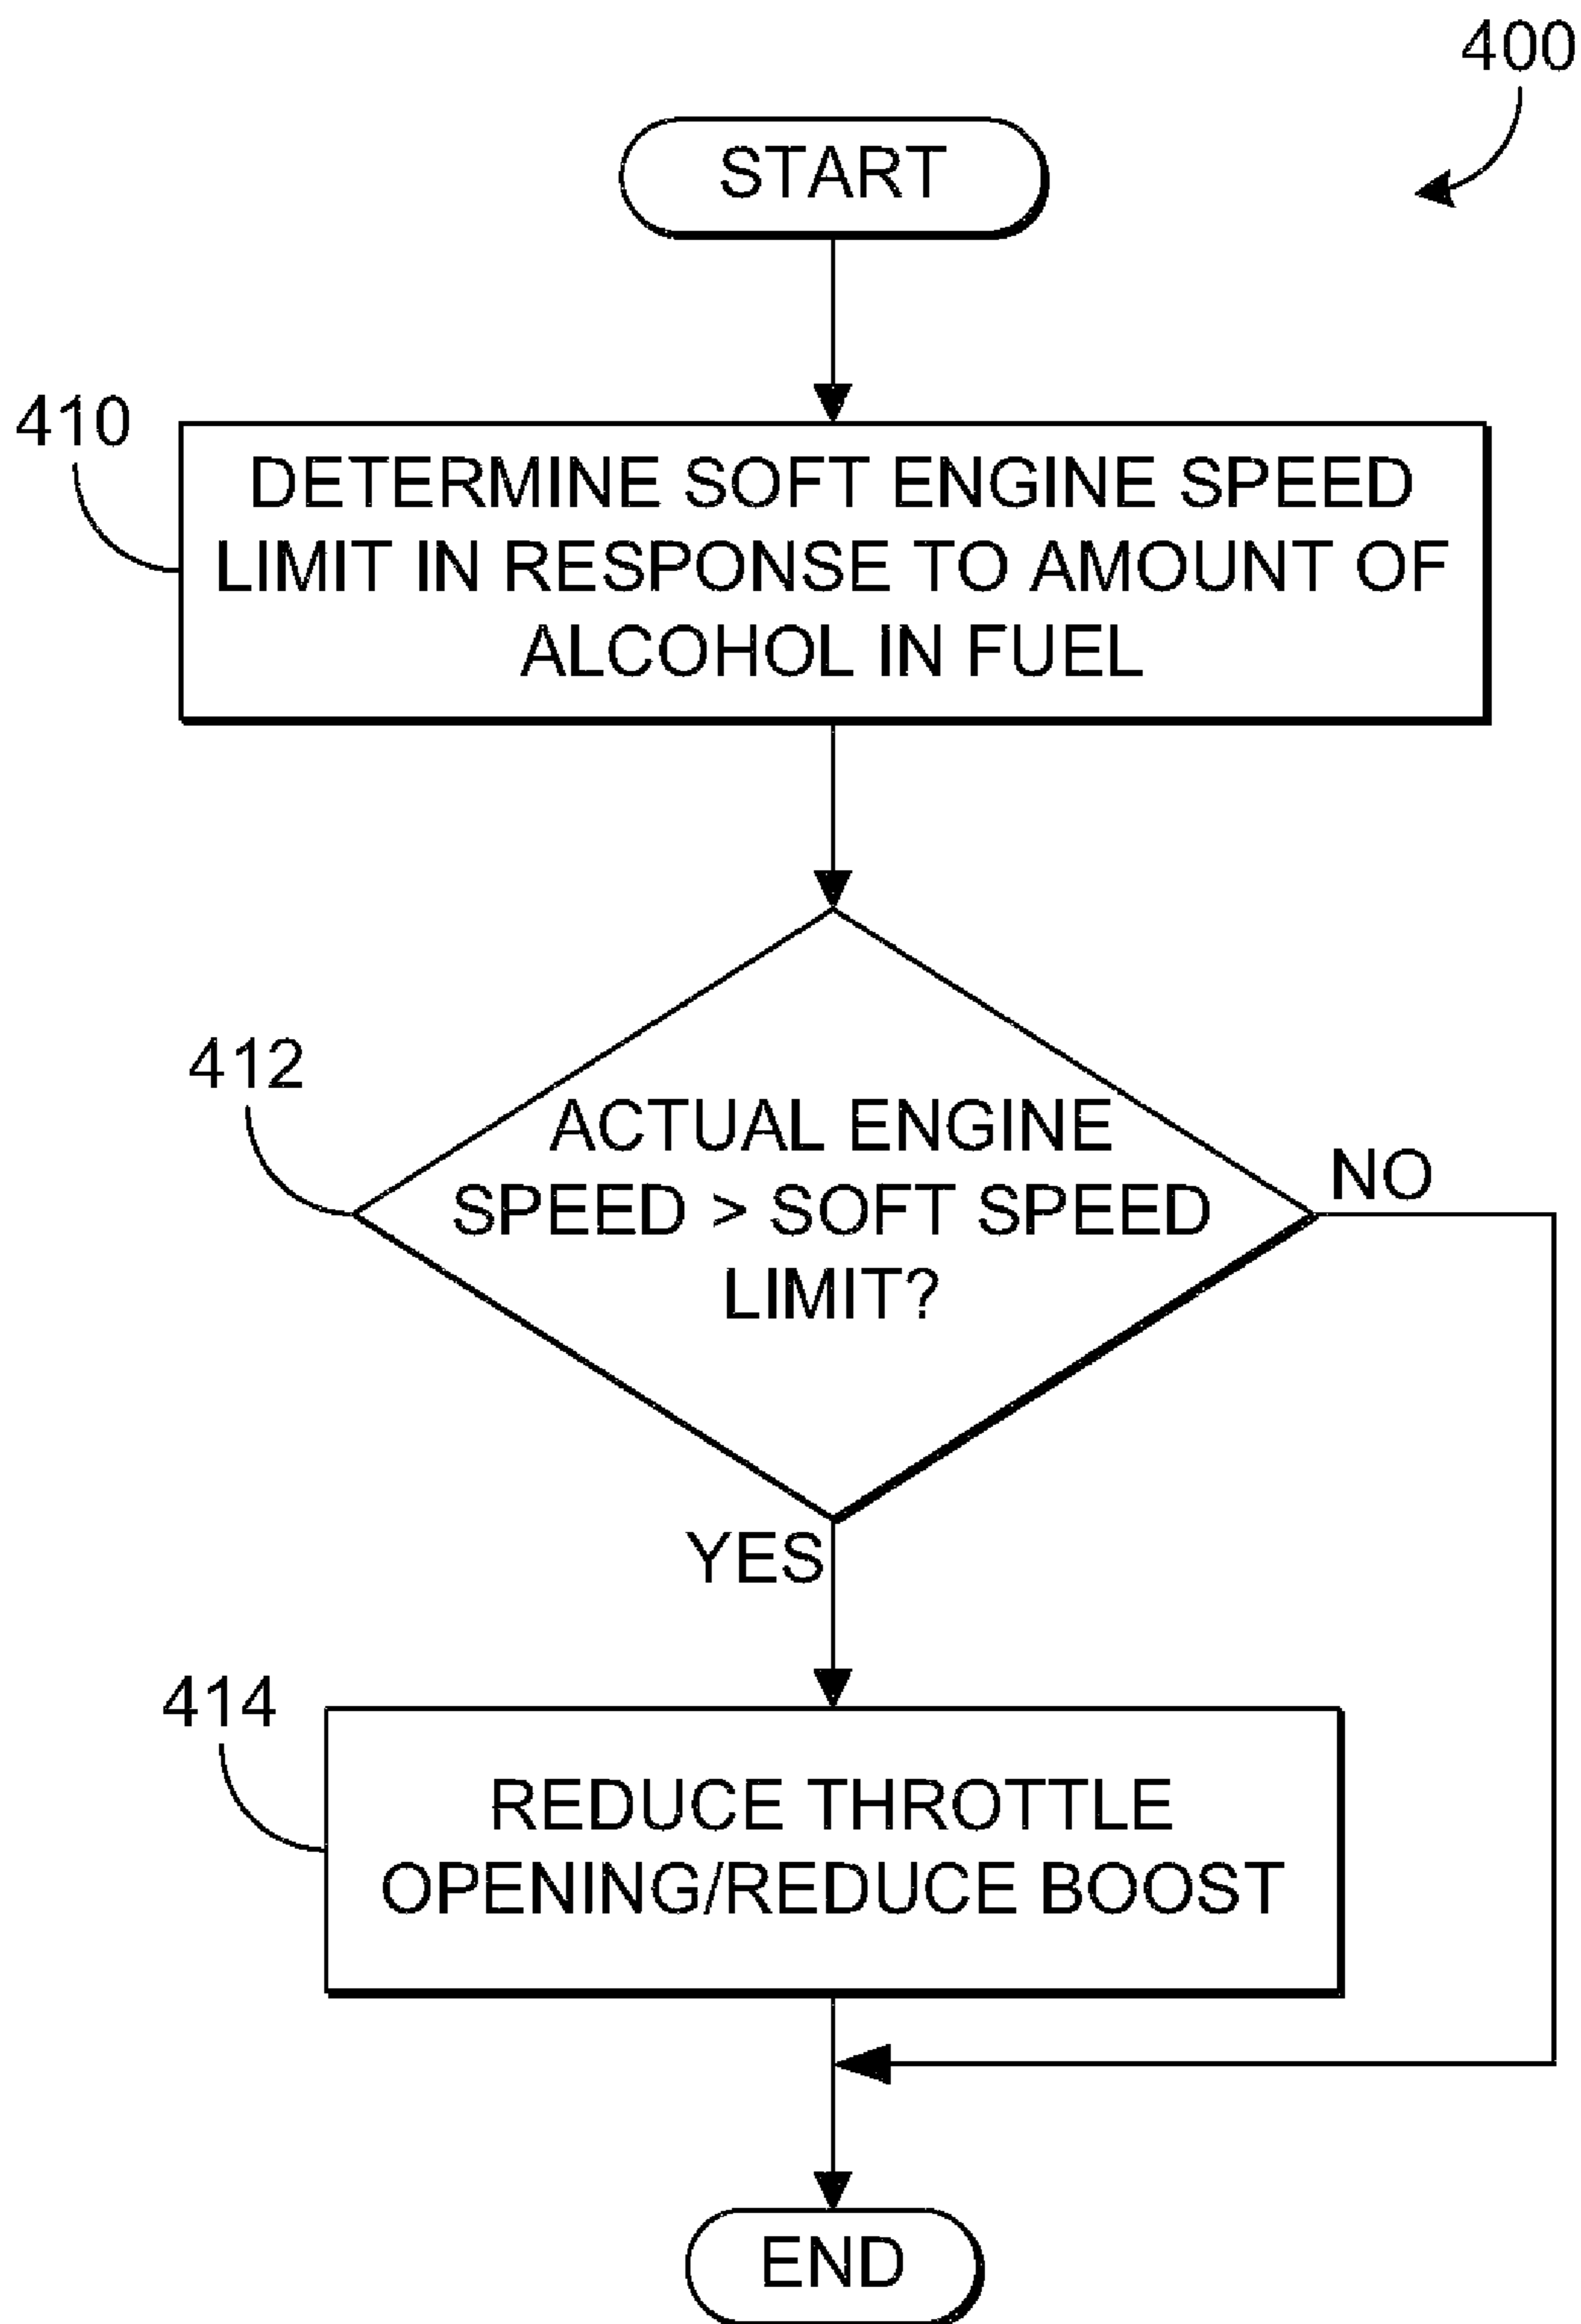 400
START
410
DETERMINE SOFT ENGINE SPEED
LIMIT IN RESPONSE TO AMOUNT OF
ALCOHOL IN FUEL
412
ACTUAL ENGINE
SPEED > SOFT SPEED
LIMIT?
NO
YES
414
REDUCE THROTTLE
OPENING/REDUCE BOOST
END